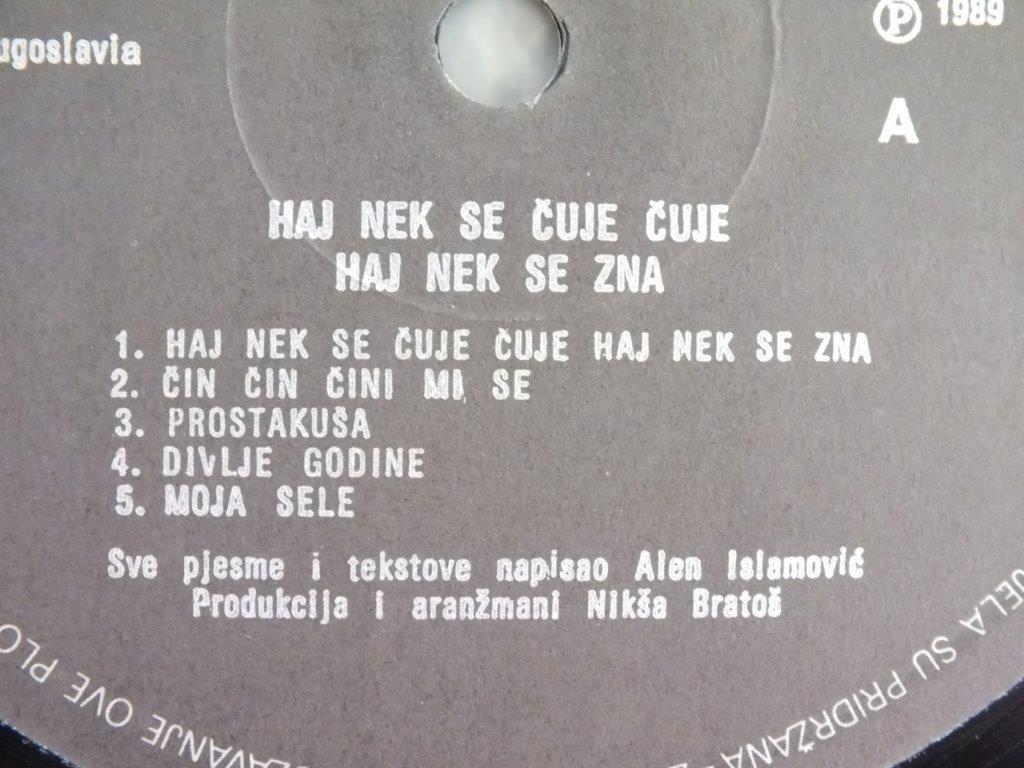 ugoslavia
℗ 1989
A
HAJ NEK SE ČUJE ČUJE
HAJ NEK SE ZNA
1. HAJ NEK SE ČUJE ČUJE HAJ NEK SE ZNA
2. ČIN ČIN ČINI MI SE
3. PROSTAKUŠA
4. DIVLJE GODINE
5. MOJA SELE
Sve pjesme i tekstove napisao Alen Islamović
Produkcija i aranžmani Nikša Bratoš
JELA SU PRIDRŽANA
AVANJE OVE PLO